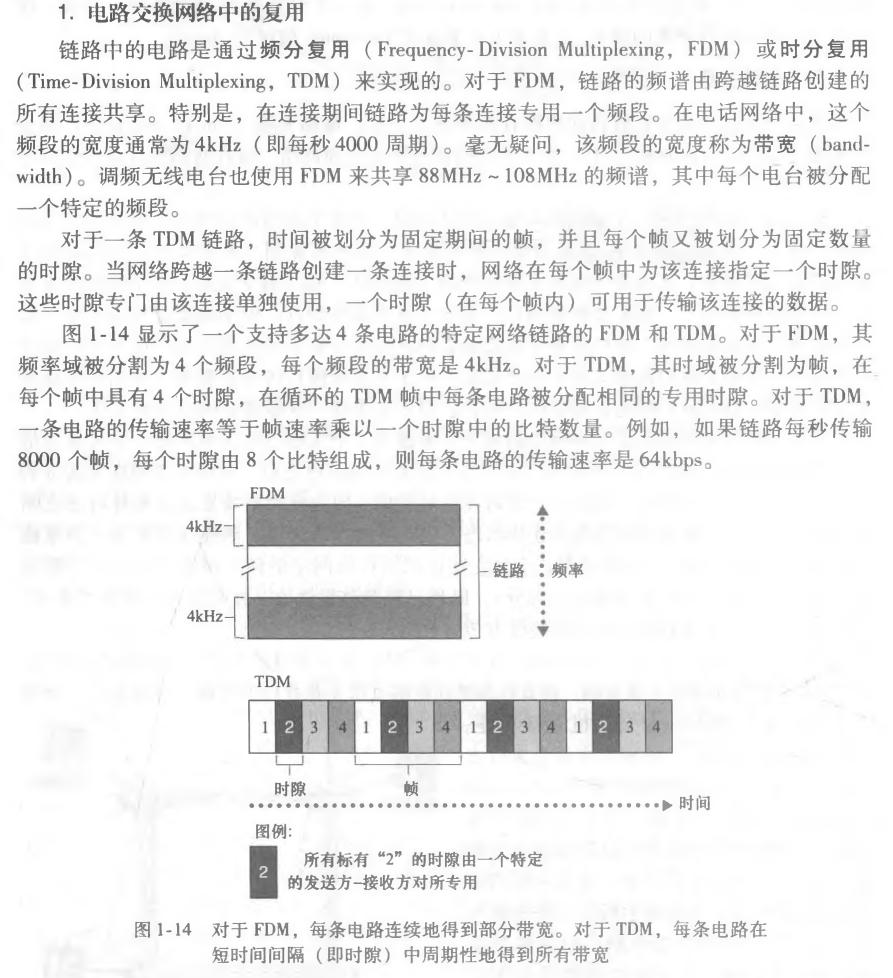 1. 电路交换网络中的复用
链路中的电路是通过频分复用（Frequency-Division Multiplexing，FDM）或时分复用
（Time-Division Multiplexing，TDM）来实现的。对于 FDM，链路的频谱由跨越链路创建的
所有连接共享。特别是，在连接期间链路为每条连接专用一个频段。在电话网络中，这个
频段的宽度通常为 4kHz（即每秒 4000 周期）。毫无疑问，该频段的宽度称为带宽（band-
width）。调频无线电台也使用 FDM 来共享 88MHz ~ 108MHz 的频谱，其中每个电台被分配
一个特定的频段。
对于一条 TDM 链路，时间被划分为固定期间的帧，并且每个帧又被划分为固定数量
的时隙。当网络跨越一条链路创建一条连接时，网络在每个帧中为该连接指定一个时隙。
这些时隙专门由该连接单独使用，一个时隙（在每个帧内）可用于传输该连接的数据。
图 1-14 显示了一个支持多达 4 条电路的特定网络链路的 FDM 和 TDM。对于 FDM，其
频率域被分割为 4 个频段，每个频段的带宽是 4kHz。对于 TDM，其时域被分割为帧，在
每个帧中具有 4 个时隙，在循环的 TDM 帧中每条电路被分配相同的专用时隙。对于 TDM，
一条电路的传输速率等于帧速率乘以一个时隙中的比特数量。例如，如果链路每秒传输
8000 个帧，每个时隙由 8 个比特组成，则每条电路的传输速率是 64kbps。
FDM
4kHz
链路 频率
4kHz
TDM
1 2 3 4 1 2 3 4 1 2 3 4 1 2 3 4
时隙 帧
时间
图例:
2 所有标有“2”的时隙由一个特定
的发送方-接收方对所专用
图 1-14 对于 FDM，每条电路连续地得到部分带宽。对于 TDM，每条电路在
短时间间隔（即时隙）中周期性地得到所有带宽